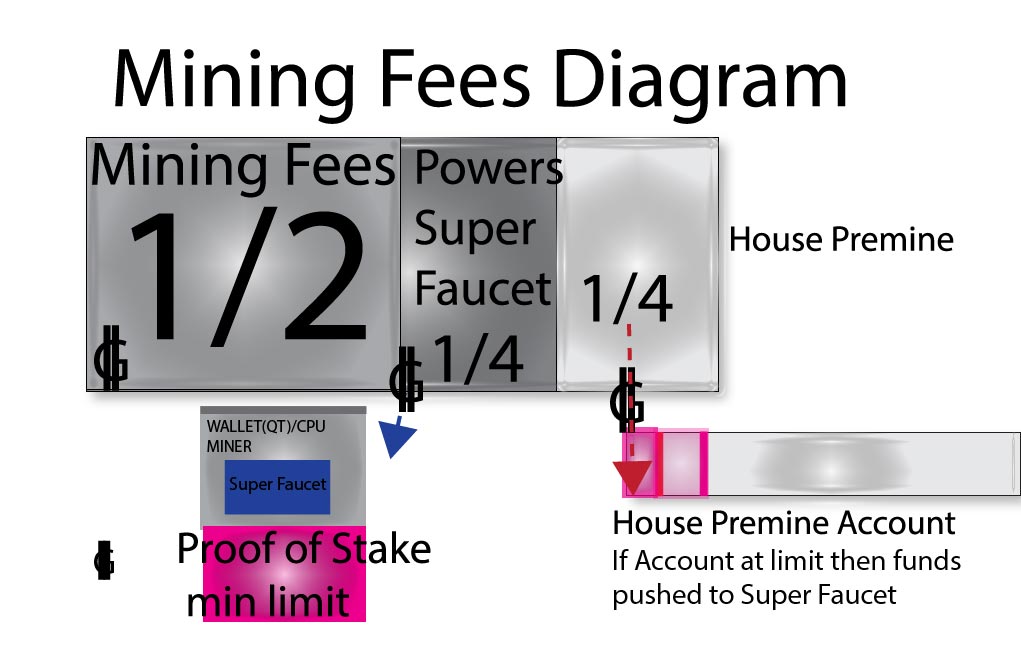 Mining Fees Diagram
Mining Fees
1/2
Powers
Super
Faucet
1/4
1/4
House Premine
WALLET(QT)/CPU
MINER
Super Faucet
Proof of Stake
min limit
House Premine Account
If Account at limit then funds
pushed to Super Faucet